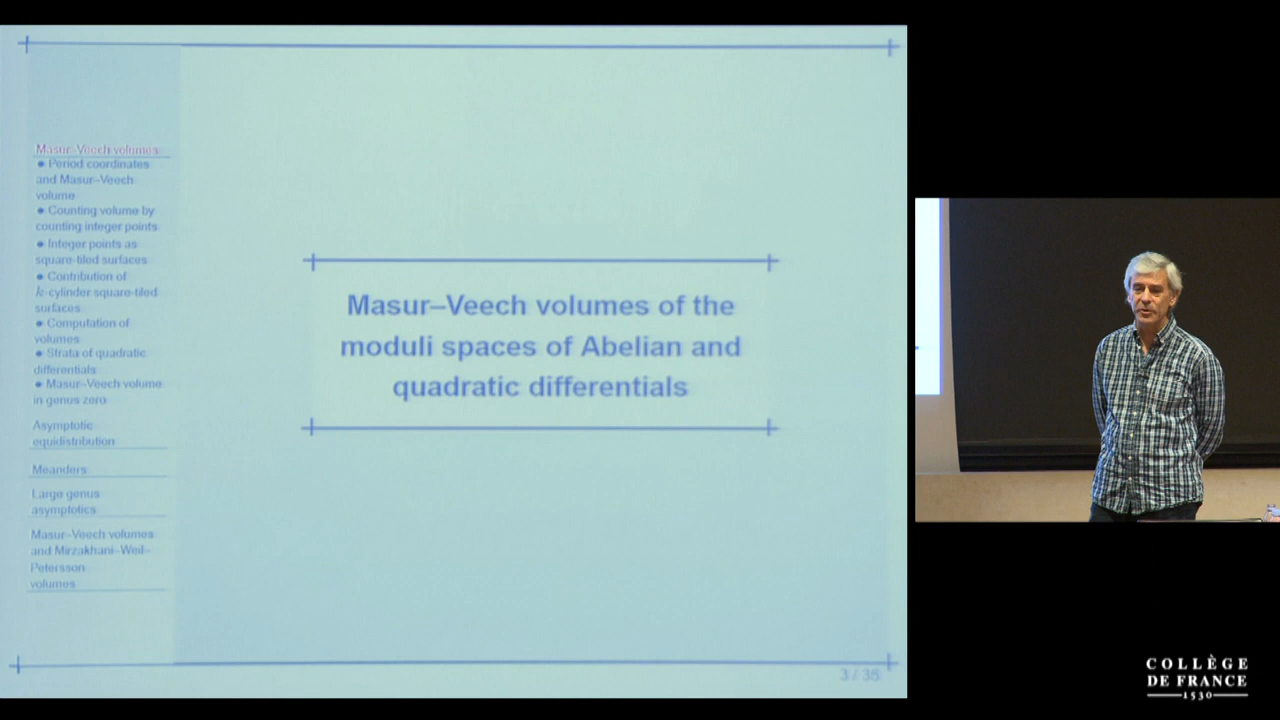 Masur–Veech volumes
● Period coordinates
and Masur–Veech
volume
● Counting volume by
counting integer points
● Integer points as
square-tiled surfaces
● Contribution of
k-cylinder square-tiled
surfaces
● Computation of
volumes
● Strata of quadratic
differentials
● Masur–Veech volume
in genus zero
Asymptotic
equidistribution
Meanders
Large genus
asymptotics
Masur–Veech volumes
and Mirzakhani–Weil–
Petersson
volumes
Masur–Veech volumes of the
moduli spaces of Abelian and
quadratic differentials
3 / 36
COLLÈGE
DE FRANCE
1530